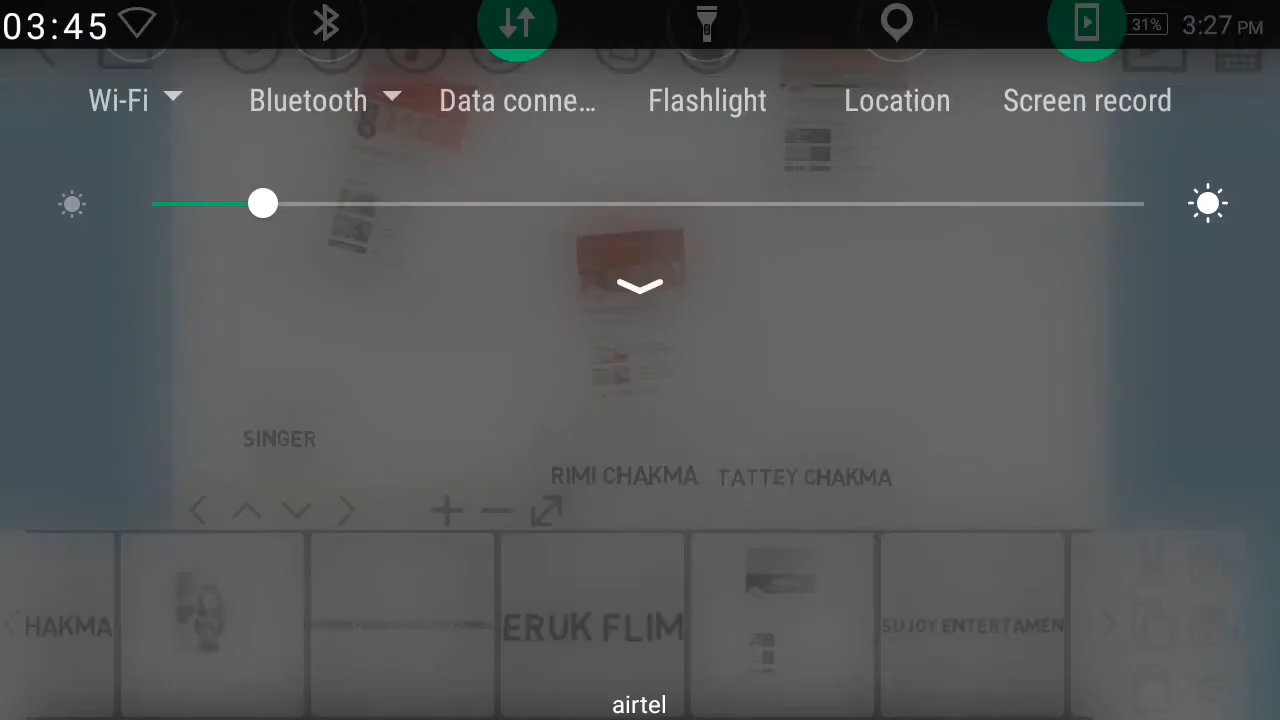 03:45 31% 3:27 PM
Wi-Fi Bluetooth Data conne... Flashlight Location Screen record
SINGER
RIMI CHAKMA TATTEY CHAKMA
HAKMA ERUK FLIM SUJOY ENTERTAMEN
airtel